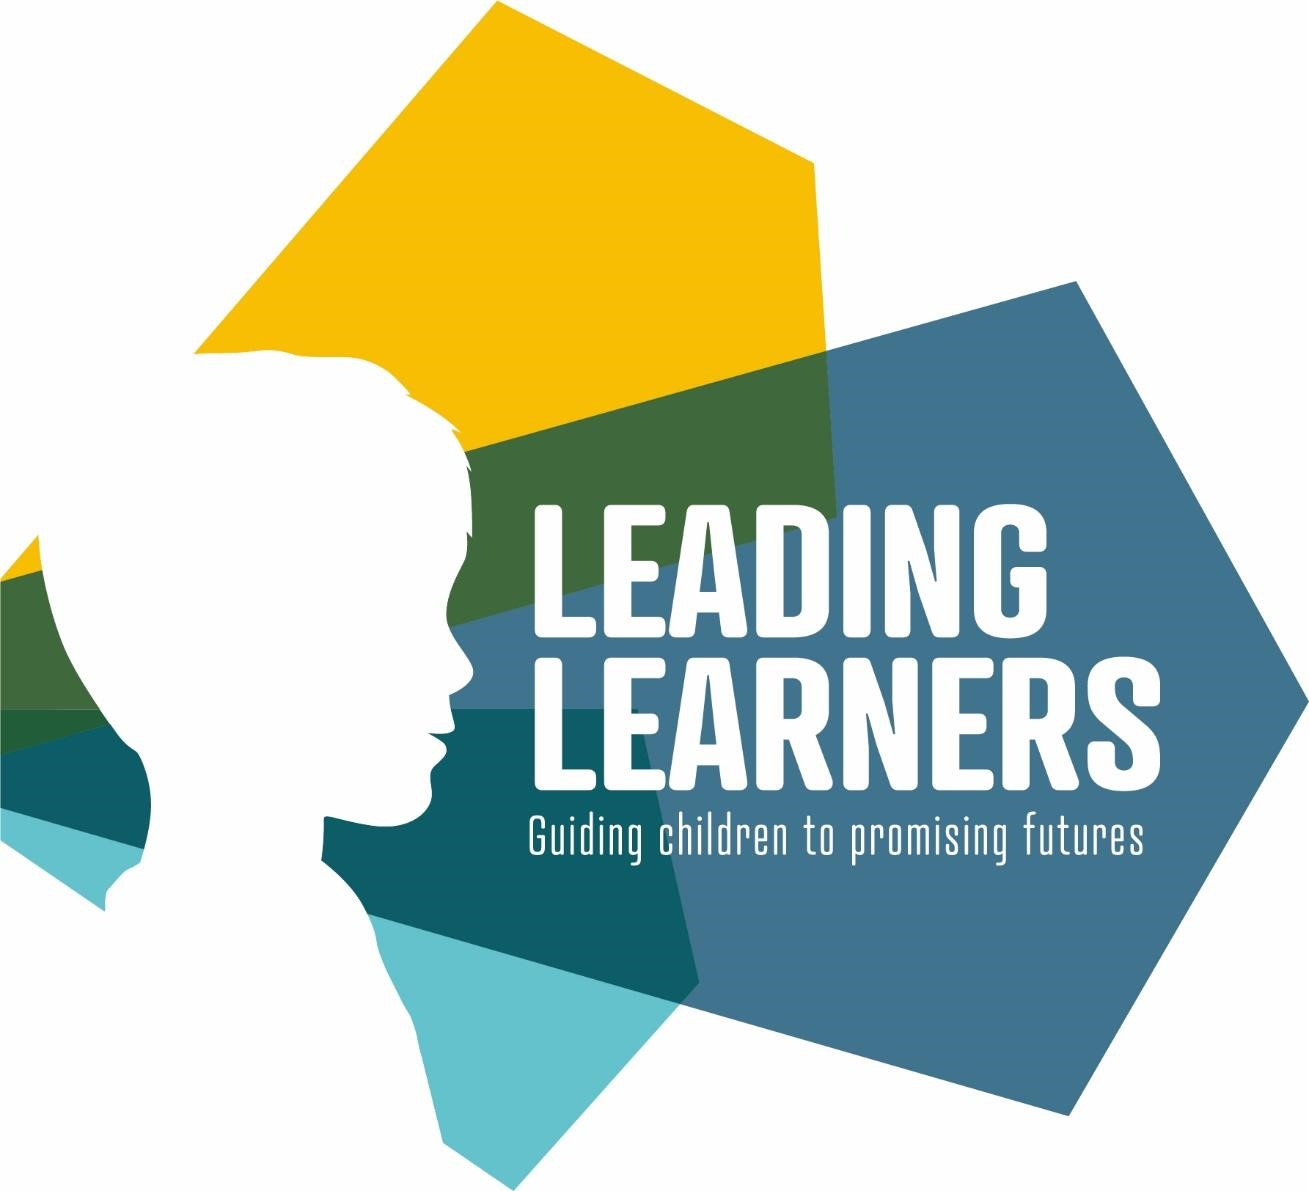 LEADING
LEARNERS
Guiding children to promising futures